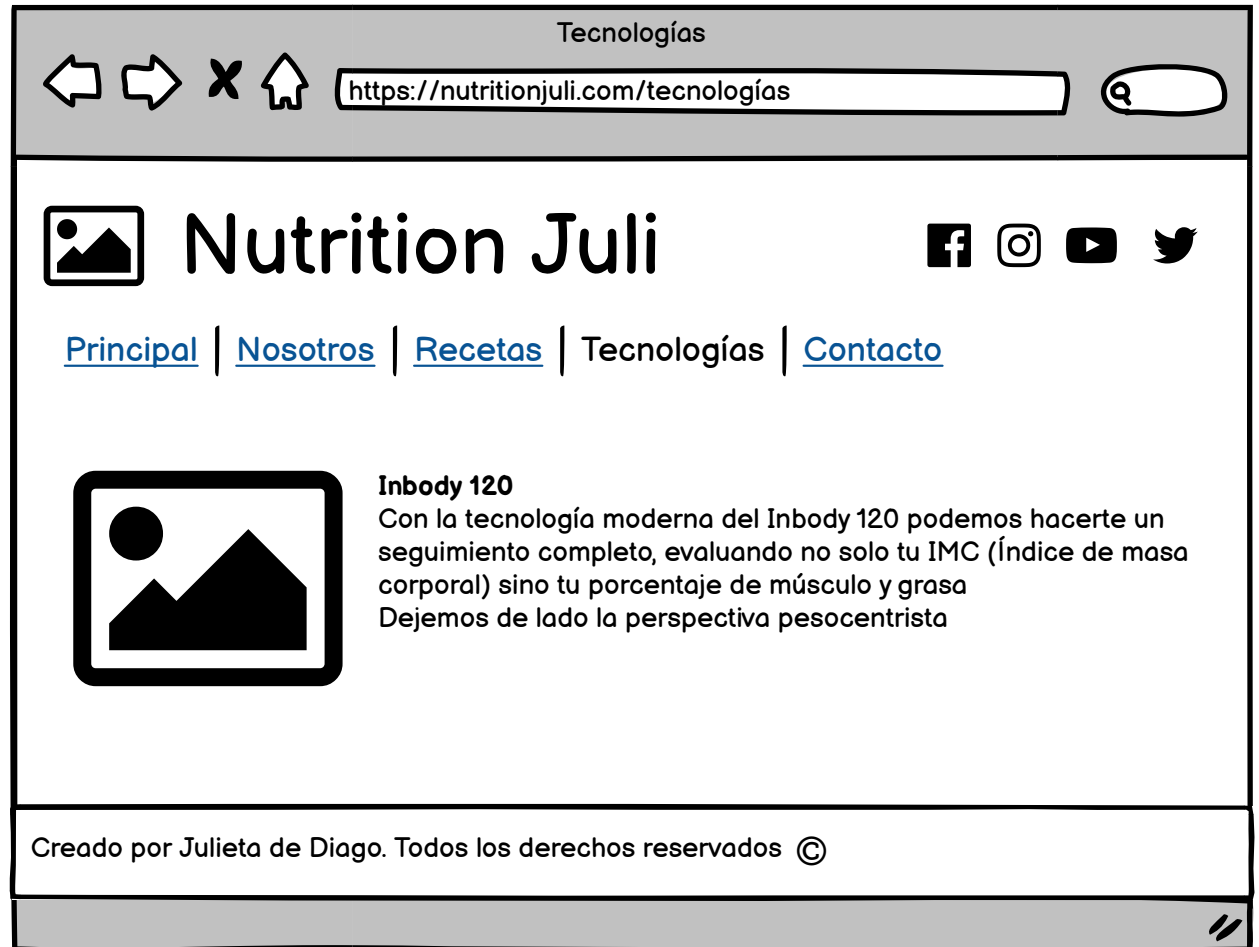 Tecnologías
https://nutritionjuli.com/tecnologías
Nutrition Juli
Principal | Nosotros | Recetas | Tecnologías | Contacto
Inbody 120
Con la tecnología moderna del Inbody 120 podemos hacerte un
seguimiento completo, evaluando no solo tu IMC (Índice de masa
corporal) sino tu porcentaje de músculo y grasa
Dejemos de lado la perspectiva pesocentrista
Creado por Julieta de Diago. Todos los derechos reservados ©